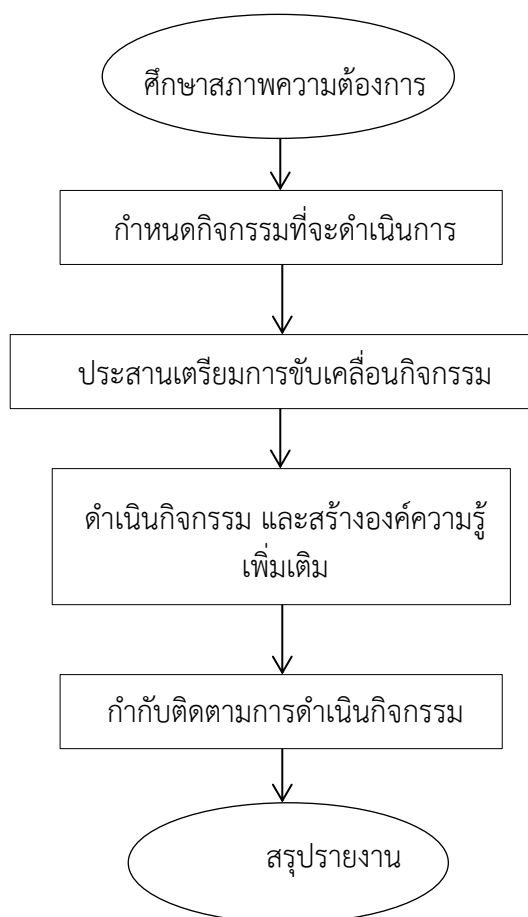 ศึกษาสภาพความต้องการ
กำหนดกิจกรรมที่จะดำเนินการ
ประสานเตรียมการขับเคลื่อนกิจกรรม
ดำเนินกิจกรรม และสร้างองค์ความรู้
เพิ่มเติม
กำกับติดตามการดำเนินกิจกรรม
สรุปรายงาน